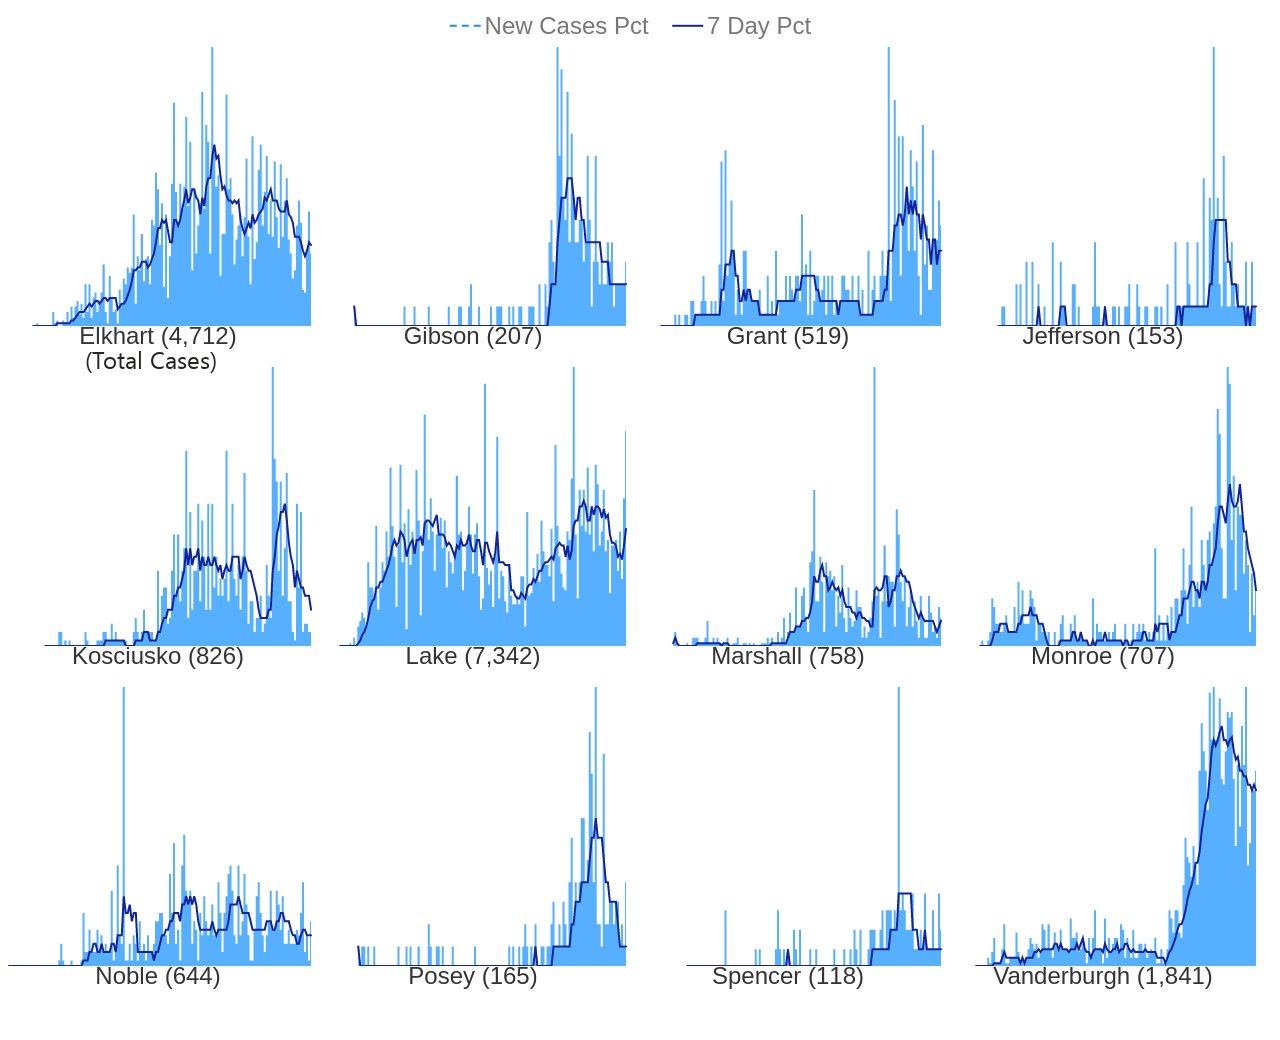 New Cases Pct 7 Day Pct
Elkhart (4,712) Gibson (207) Grant (519) Jefferson (153)
(Total Cases)
Kosciusko (826) Lake (7,342) Marshall (758) Monroe (707)
Noble (644) Posey (165) Spencer (118) Vanderburgh (1,841)